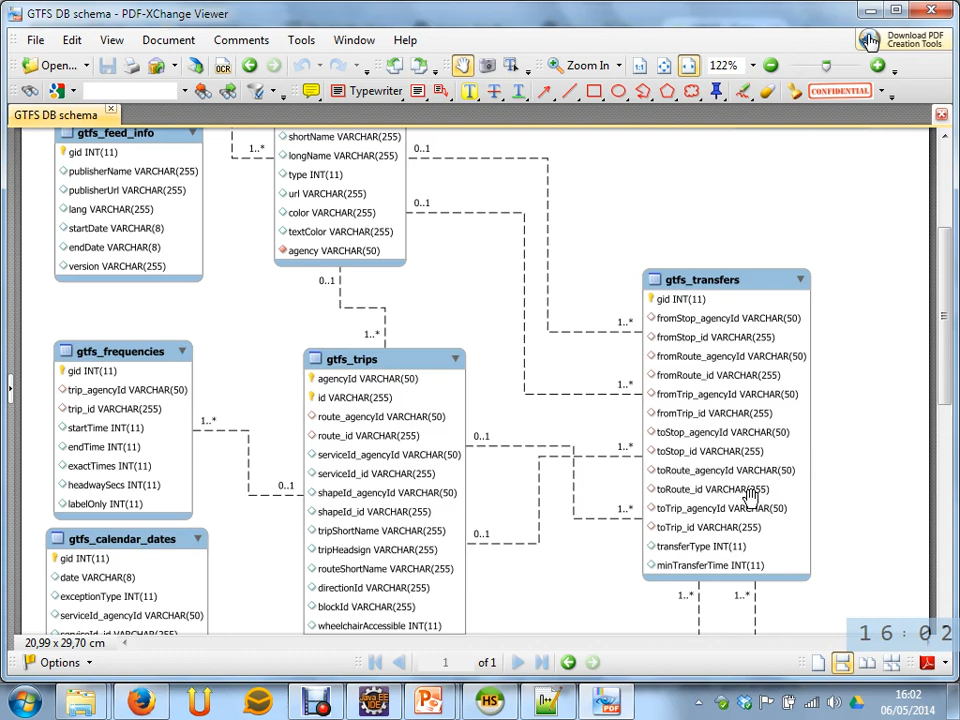 GTFS DB schema - PDF-XChange Viewer
File Edit View Document Comments Tools Window Help
Download PDF
Creation Tools
Open...
OCR
Zoom In
122%
Typewriter
CONFIDENTIAL
GTFS DB schema
gtfs_feed_info
gid INT(11)
publisherName VARCHAR(255)
publisherUrl VARCHAR(255)
lang VARCHAR(255)
startDate VARCHAR(8)
endDate VARCHAR(8)
version VARCHAR(255)
1..*
shortName VARCHAR(255)
longName VARCHAR(255)
type INT(11)
url VARCHAR(255)
color VARCHAR(255)
textColor VARCHAR(255)
agency VARCHAR(50)
0..1
0..1
0..1
1..*
gtfs_transfers
gid INT(11)
fromStop_agencyId VARCHAR(50)
fromStop_id VARCHAR(255)
fromRoute_agencyId VARCHAR(50)
fromRoute_id VARCHAR(255)
fromTrip_agencyId VARCHAR(50)
fromTrip_id VARCHAR(255)
toStop_agencyId VARCHAR(50)
toStop_id VARCHAR(255)
toRoute_agencyId VARCHAR(50)
toRoute_id VARCHAR(255)
toTrip_agencyId VARCHAR(50)
toTrip_id VARCHAR(255)
transferType INT(11)
minTransferTime INT(11)
1..*
1..*
1..*
1..*
1..*
1..*
gtfs_frequencies
gid INT(11)
trip_agencyId VARCHAR(50)
trip_id VARCHAR(255)
startTime INT(11)
endTime INT(11)
exactTimes INT(11)
headwaySecs INT(11)
labelOnly INT(11)
1..*
0..1
gtfs_trips
agencyId VARCHAR(50)
id VARCHAR(255)
route_agencyId VARCHAR(50)
route_id VARCHAR(255)
serviceId_agencyId VARCHAR(50)
serviceId_id VARCHAR(255)
shapeId_agencyId VARCHAR(50)
shapeId_id VARCHAR(255)
tripShortName VARCHAR(255)
tripHeadsign VARCHAR(255)
routeShortName VARCHAR(255)
directionId VARCHAR(255)
blockId VARCHAR(255)
wheelchairAccessible INT(11)
0..1
0..1
gtfs_calendar_dates
gid INT(11)
date VARCHAR(8)
exceptionType INT(11)
serviceId_agencyId VARCHAR(50)
serviceId_id VARCHAR(255)
20,99 x 29,70 cm
16:02
Options
1 of 1
Java EE IDE
HS
16:02
06/05/2014